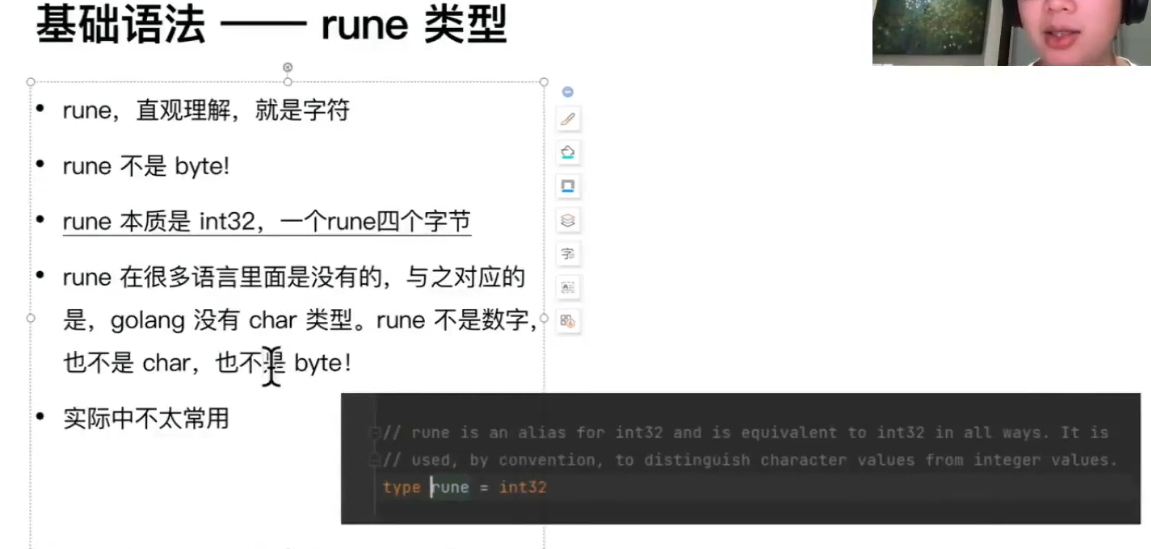 基础语法 —— rune 类型
• rune，直观理解，就是字符
• rune 不是 byte!
• rune 本质是 int32，一个rune四个字节
• rune 在很多语言里面是没有的，与之对应的
是，golang 没有 char 类型。rune 不是数字，
也不是 char，也不是 byte！
• 实际中不太常用
字
// rune is an alias for int32 and is equivalent to int32 in all ways. It is
// used, by convention, to distinguish character values from integer values.
type rune = int32